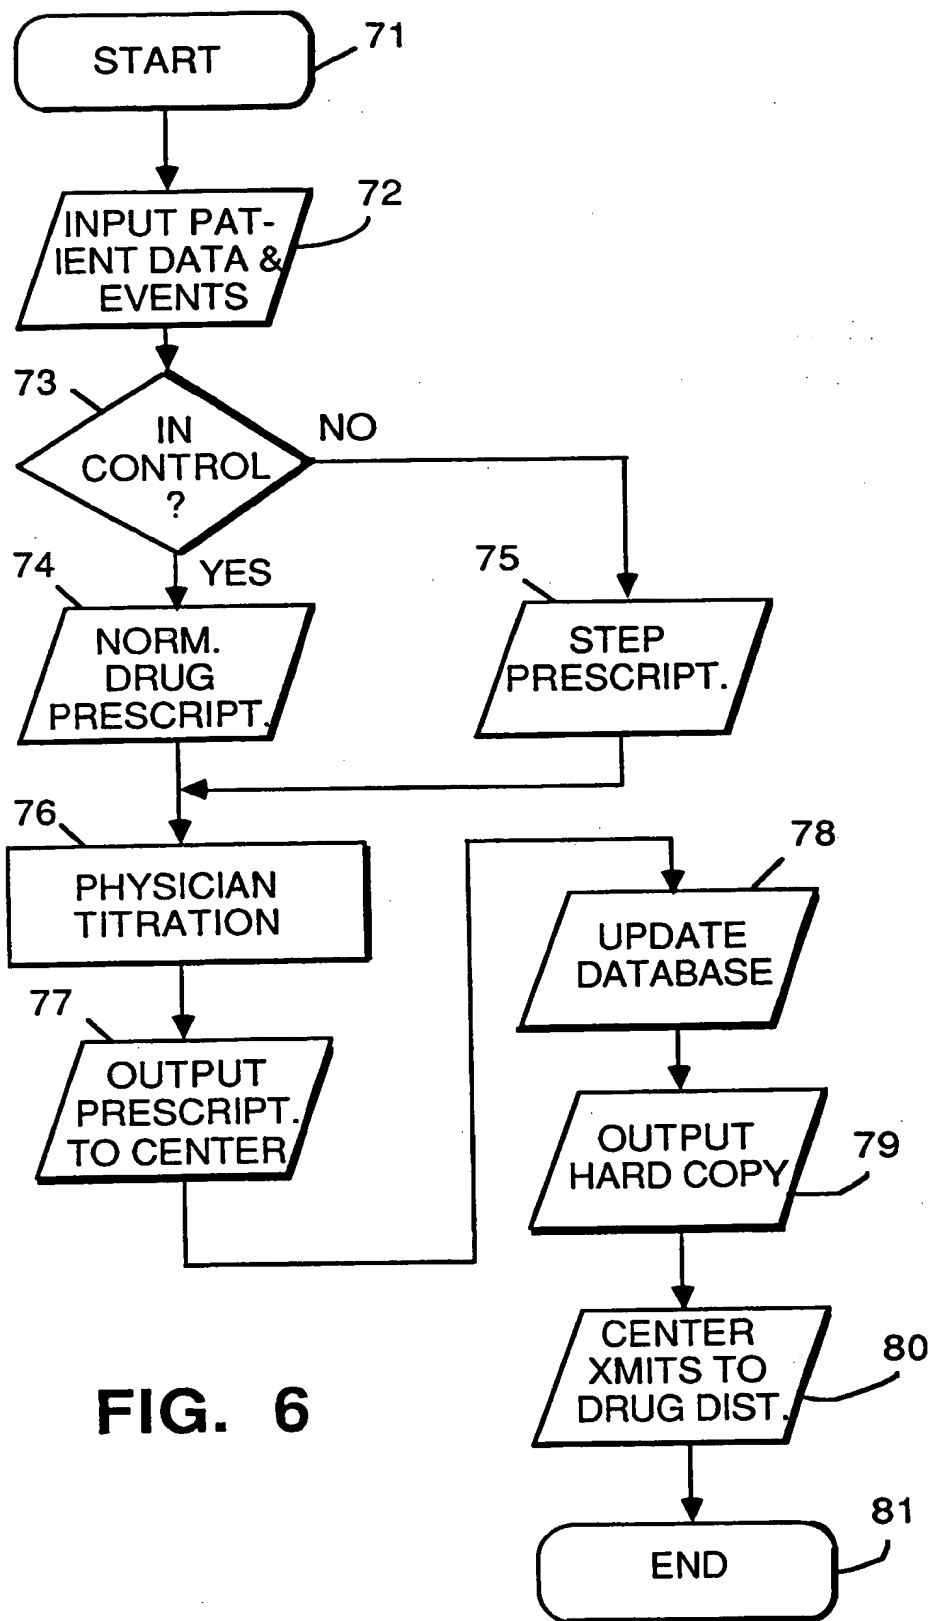 START
71
72
INPUT PAT-
IENT DATA &
EVENTS
73
IN
CONTROL
?
NO
YES
74
NORM.
DRUG
PRESCRIPT.
75
STEP
PRESCRIPT.
76
PHYSICIAN
TITRATION
77
OUTPUT
PRESCRIPT.
TO CENTER
78
UPDATE
DATABASE
OUTPUT
HARD COPY
79
CENTER
XMITS TO
DRUG DIST.
80
81
END
FIG. 6